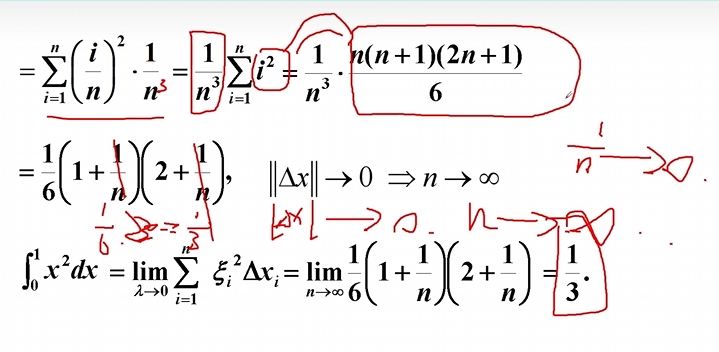 = \sum_{i=1}^{n} \left(\frac{i}{n}\right)^2 \cdot \frac{1}{n} = \frac{1}{n^3} \sum_{i=1}^{n} i^2 = \frac{1}{n^3} \cdot \frac{n(n+1)(2n+1)}{6}
3
= \frac{1}{6}\left(1+\frac{1}{n}\right)\left(2+\frac{1}{n}\right), \|\Delta x\| \to 0 \Rightarrow n \to \infty
\frac{1}{n} \to 0.
\frac{1}{6} \cdot 2 = \frac{1}{3} |\Delta x| \to 0. n \to \infty
\int_0^1 x^2 dx = \lim_{\lambda \to 0} \sum_{i=1}^{n} \xi_i^2 \Delta x_i = \lim_{n \to \infty} \frac{1}{6}\left(1+\frac{1}{n}\right)\left(2+\frac{1}{n}\right) = \frac{1}{3}.